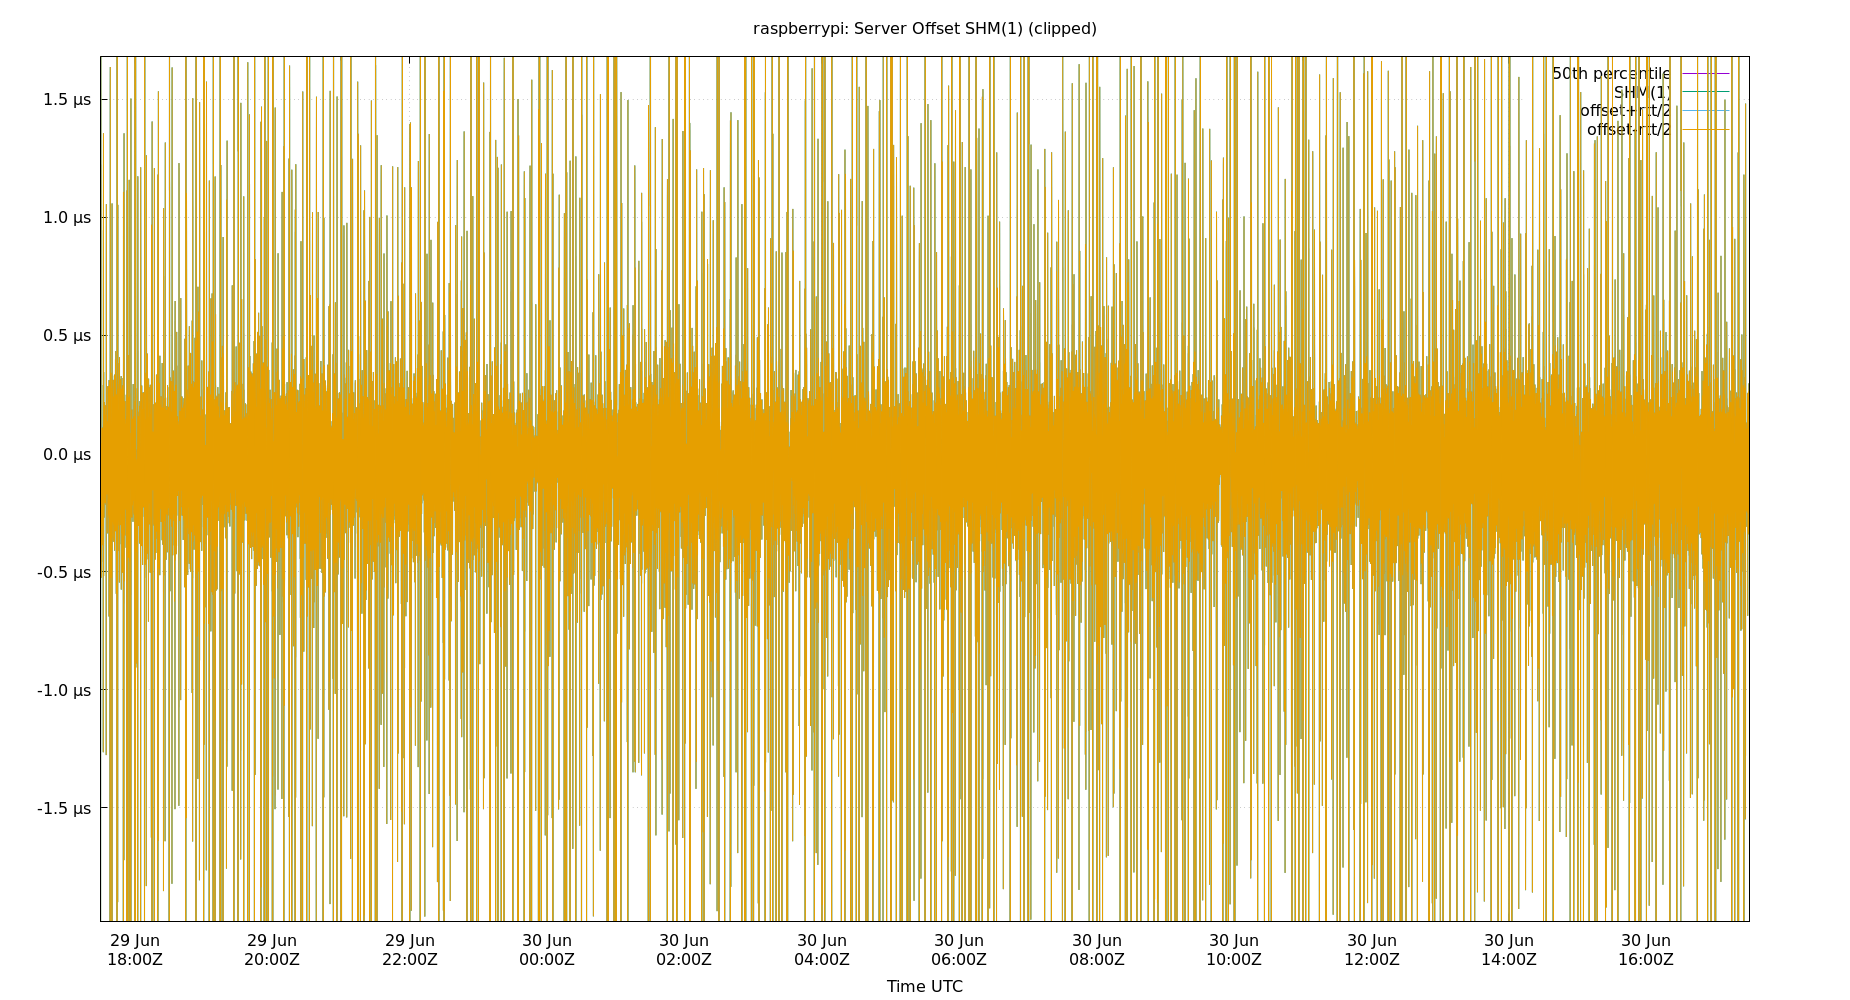 raspberrypi: Server Offset SHM(1) (clipped)
50th percentile
SHM(1)
offset+rtt/2
offset-rtt/2
1.5 µs
1.0 µs
0.5 µs
0.0 µs
-0.5 µs
-1.0 µs
-1.5 µs
29 Jun 29 Jun 29 Jun 30 Jun 30 Jun 30 Jun 30 Jun 30 Jun 30 Jun 30 Jun 30 Jun 30 Jun
18:00Z 20:00Z 22:00Z 00:00Z 02:00Z 04:00Z 06:00Z 08:00Z 10:00Z 12:00Z 14:00Z 16:00Z
Time UTC